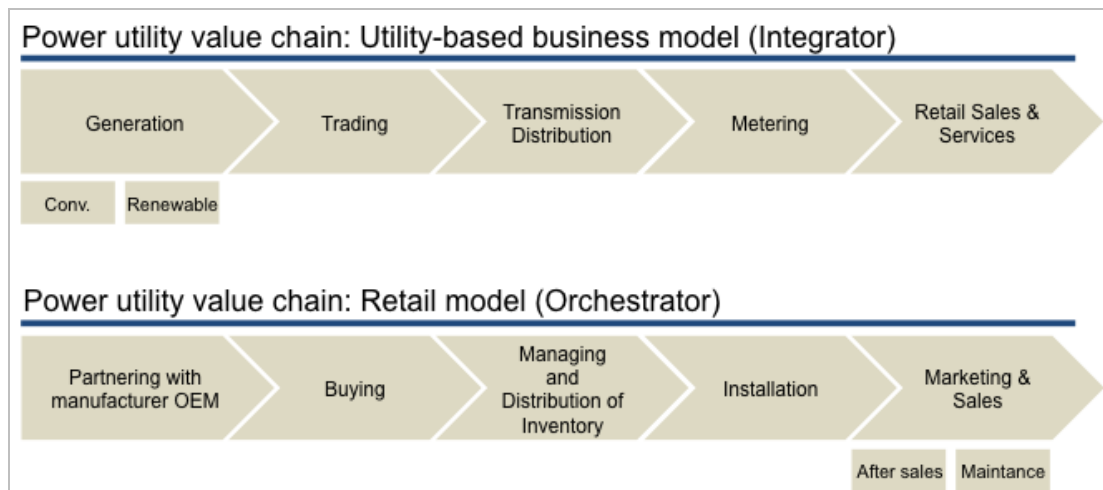 Power utility value chain: Utility-based business model (Integrator)
Generation
Trading
Transmission
Distribution
Metering
Retail Sales &
Services
Conv.
Renewable
Power utility value chain: Retail model (Orchestrator)
Partnering with
manufacturer OEM
Buying
Managing
and
Distribution of
Inventory
Installation
Marketing &
Sales
After sales
Maintance